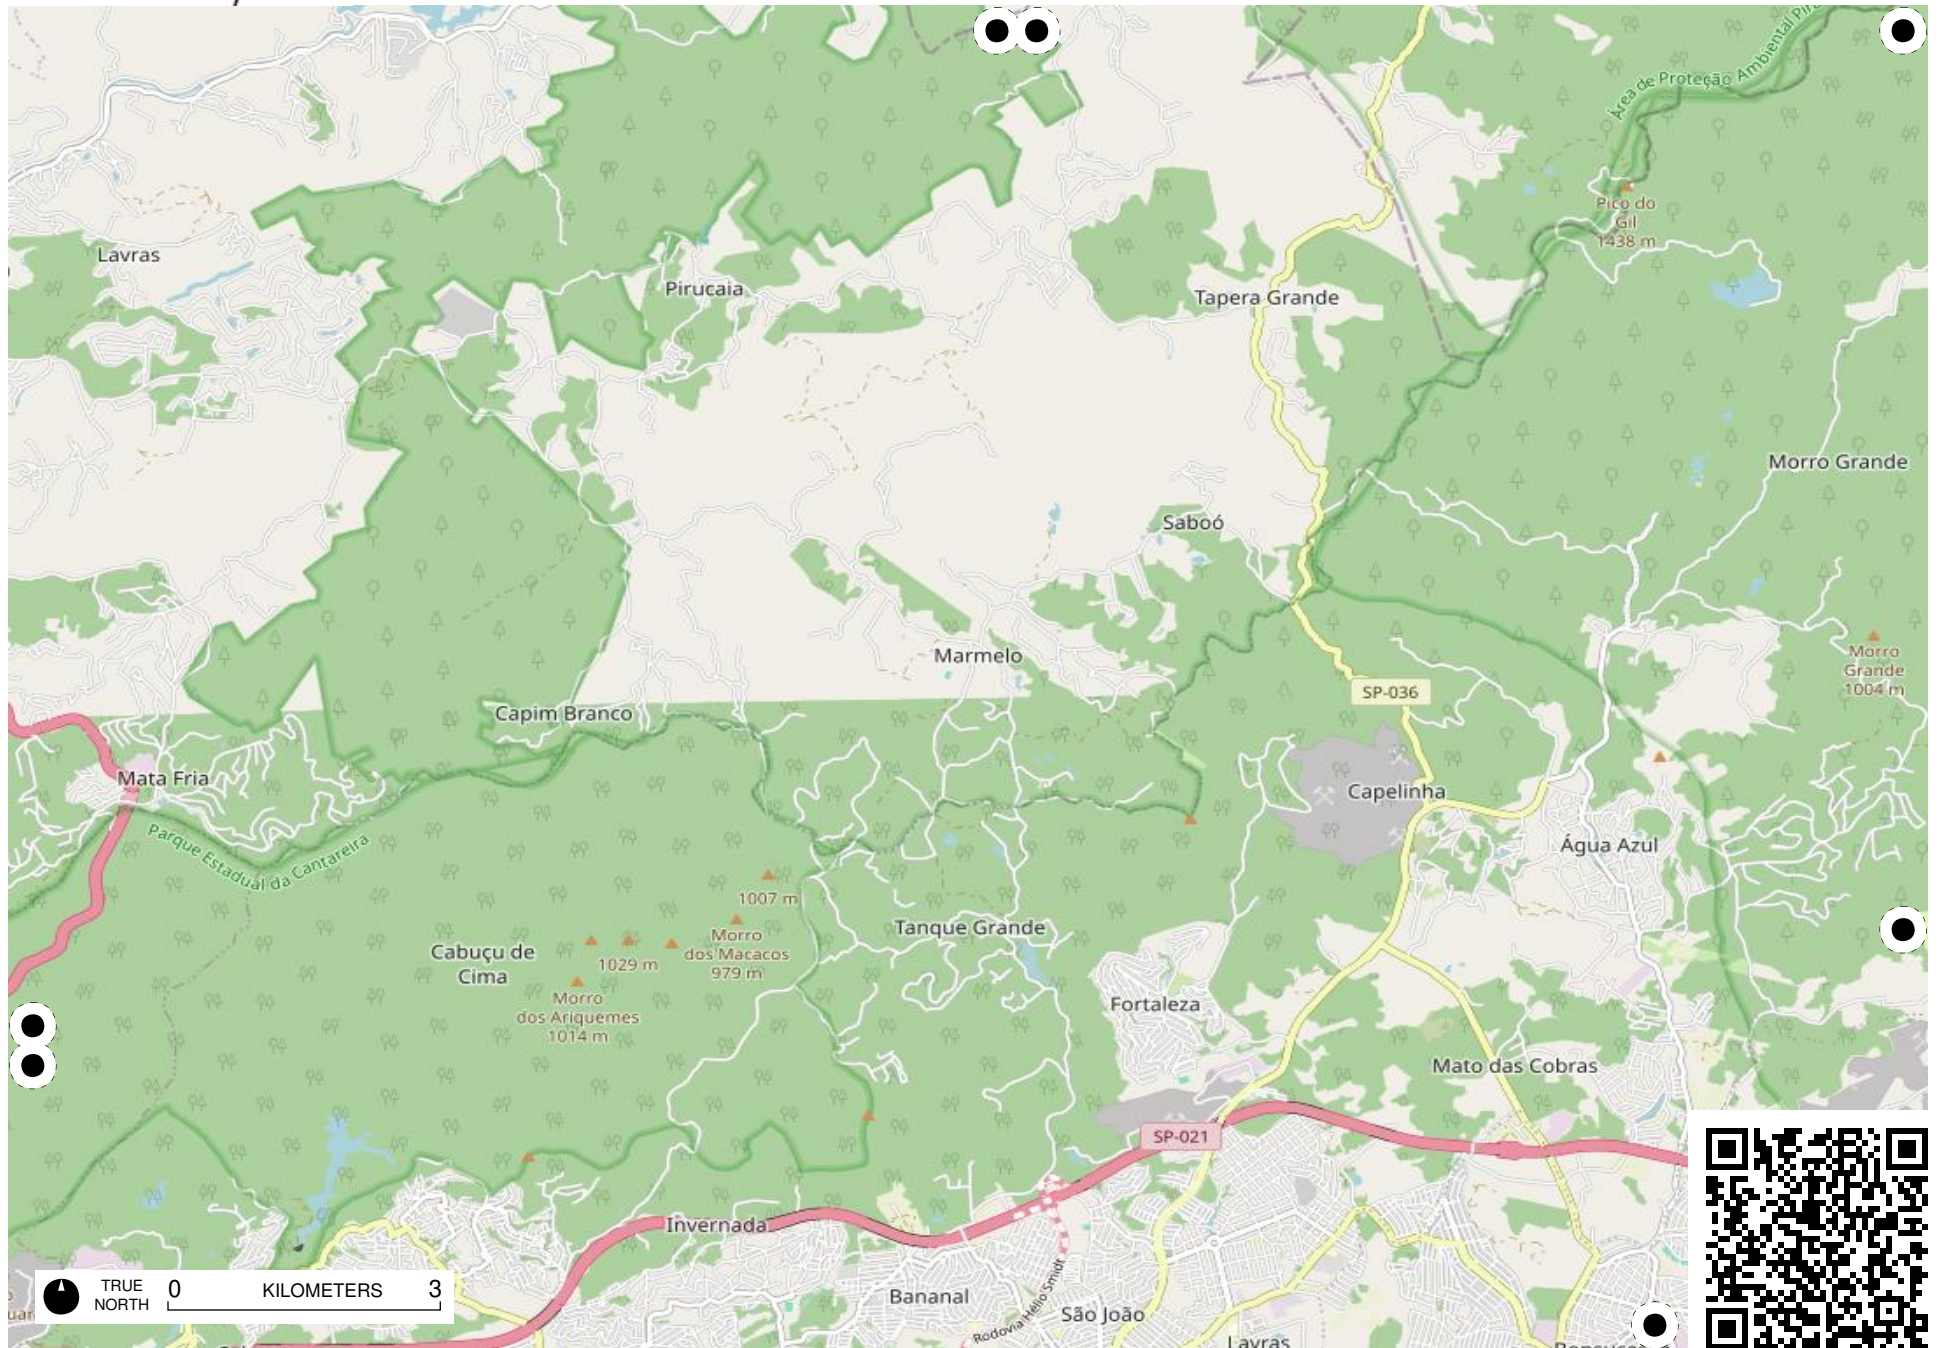 Área de Proteção Ambiental
Pico do
Gil
1438 m
Lavras
Pirucaia
Tapera Grande
Morro Grande
Saboó
Marmelo
Morro
Grande
1004 m
SP-036
Capim Branco
Mata Fria
Capelinha
Parque Estadual da Cantareira
Água Azul
1007 m
Tanque Grande
Morro
dos Macacos
979 m
Cabuçu de
Cima
1029 m
Morro
dos Ariquemes
1014 m
Fortaleza
Mato das Cobras
SP-021
Invernada
TRUE
NORTH
0 KILOMETERS 3
Bananal
Rodovia Hélio Smidt
São João
Lavras